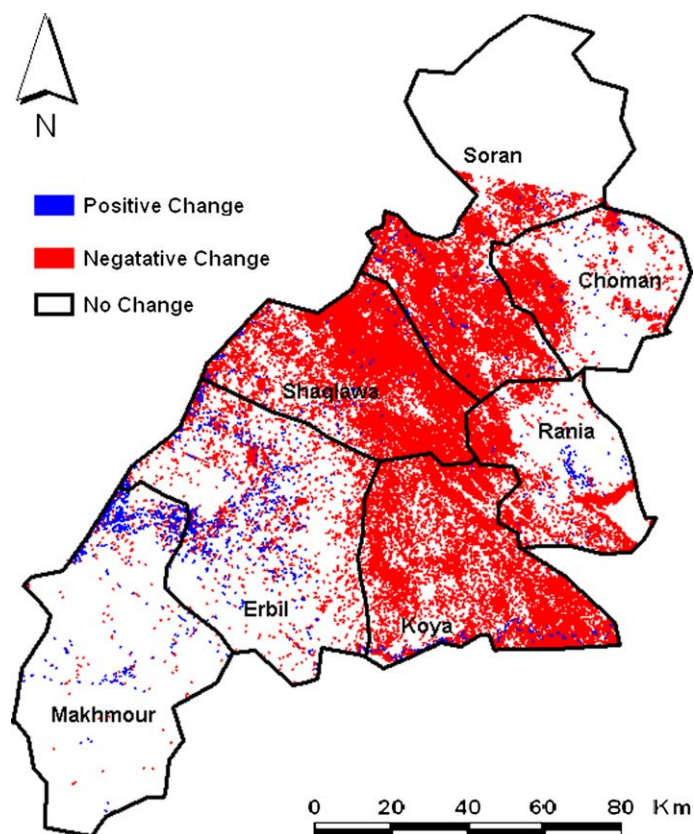 N
Soran
Positive Change
Negatative Change
No Change
Choman
Shaqlawa
Rania
Erbil
Koya
Makhmour
0 20 40 60 80 Km